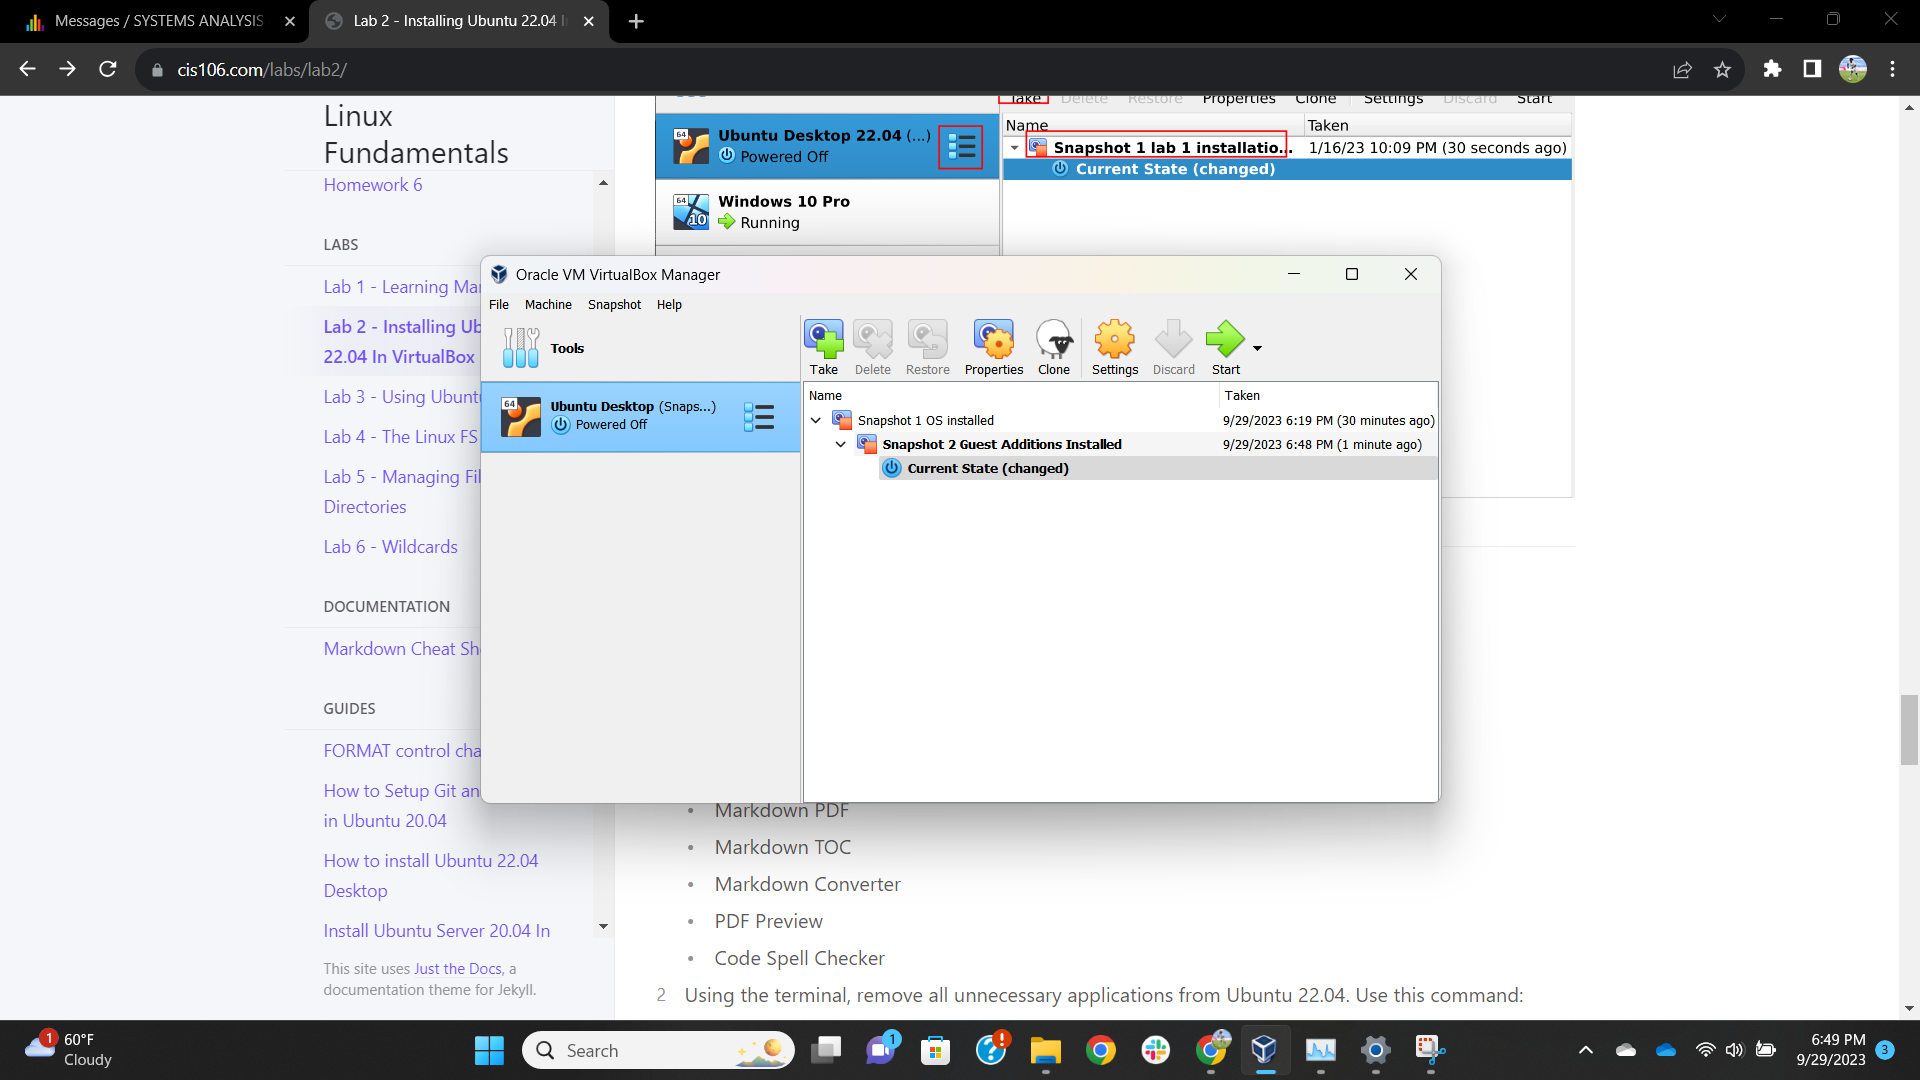 Messages / SYSTEMS ANALYSIS
Lab 2 - Installing Ubuntu 22.04 I
cis106.com/labs/lab2/
Linux
Fundamentals
Homework 6
LABS
Lab 1 - Learning Ma
Lab 2 - Installing Ub
22.04 In VirtualBox
Lab 3 - Using Ubunt
Lab 4 - The Linux FS
Lab 5 - Managing Fil
Directories
Lab 6 - Wildcards
DOCUMENTATION
Markdown Cheat Sh
GUIDES
FORMAT control cha
How to Setup Git an
in Ubuntu 20.04
How to install Ubuntu 22.04
Desktop
Install Ubuntu Server 20.04 In
This site uses Just the Docs, a
documentation theme for Jekyll.
Take Delete Restore Properties Clone Settings Discard Start
64
Ubuntu Desktop 22.04 (...)
Powered Off
64
10
Windows 10 Pro
Running
Name Taken
Snapshot 1 lab 1 installatio... 1/16/23 10:09 PM (30 seconds ago)
Current State (changed)
Oracle VM VirtualBox Manager
File Machine Snapshot Help
Tools
64
Ubuntu Desktop (Snaps...)
Powered Off
Take Delete Restore Properties Clone Settings Discard Start
Name Taken
Snapshot 1 OS installed 9/29/2023 6:19 PM (30 minutes ago)
Snapshot 2 Guest Additions Installed 9/29/2023 6:48 PM (1 minute ago)
Current State (changed)
• Markdown PDF
• Markdown TOC
• Markdown Converter
• PDF Preview
• Code Spell Checker
2 Using the terminal, remove all unnecessary applications from Ubuntu 22.04. Use this command:
1
60°F
Cloudy
Search
1
6:49 PM
9/29/2023
3